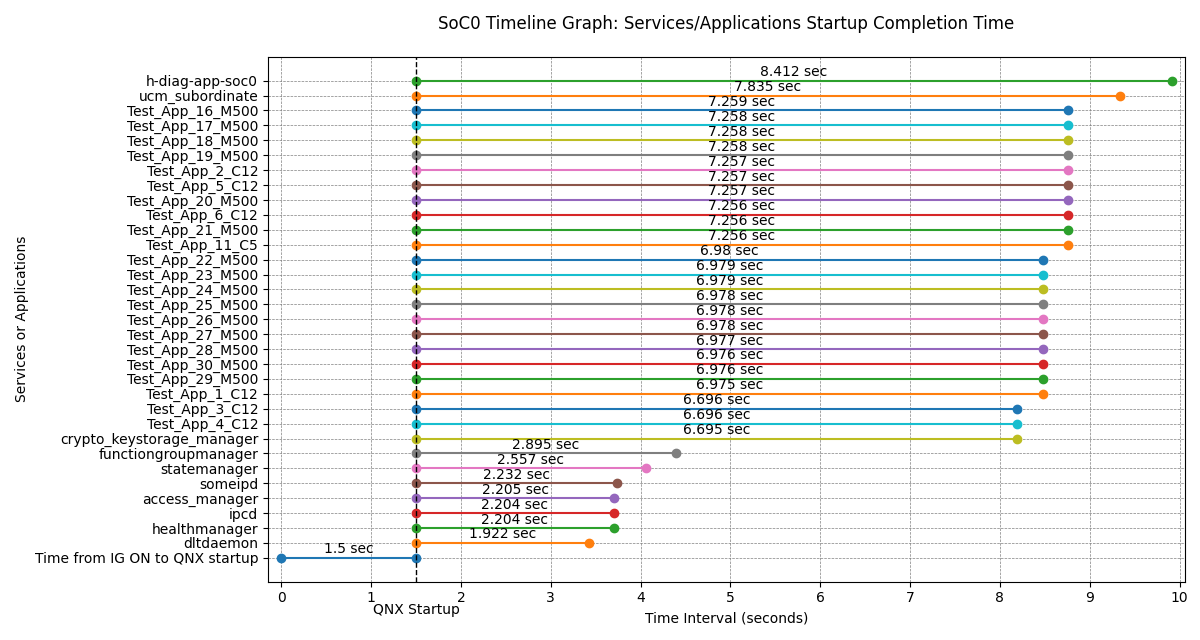 SoC0 Timeline Graph: Services/Applications Startup Completion Time
Services or Applications
h-diag-app-soc0 8.412 sec
ucm_subordinate 7.835 sec
Test_App_16_M500 7.259 sec
Test_App_17_M500 7.258 sec
Test_App_18_M500 7.258 sec
Test_App_19_M500 7.258 sec
Test_App_2_C12 7.257 sec
Test_App_5_C12 7.257 sec
Test_App_20_M500 7.257 sec
Test_App_6_C12 7.256 sec
Test_App_21_M500 7.256 sec
Test_App_11_C5 7.256 sec
Test_App_22_M500 6.98 sec
Test_App_23_M500 6.979 sec
Test_App_24_M500 6.979 sec
Test_App_25_M500 6.978 sec
Test_App_26_M500 6.978 sec
Test_App_27_M500 6.978 sec
Test_App_28_M500 6.977 sec
Test_App_30_M500 6.976 sec
Test_App_29_M500 6.976 sec
Test_App_1_C12 6.975 sec
Test_App_3_C12 6.696 sec
Test_App_4_C12 6.696 sec
crypto_keystorage_manager 6.695 sec
functiongroupmanager 2.895 sec
statemanager 2.557 sec
someipd 2.232 sec
access_manager 2.205 sec
ipcd 2.204 sec
healthmanager 2.204 sec
dltdaemon 1.922 sec
Time from IG ON to QNX startup 1.5 sec
0 1 2 3 4 5 6 7 8 9 10
QNX Startup
Time Interval (seconds)